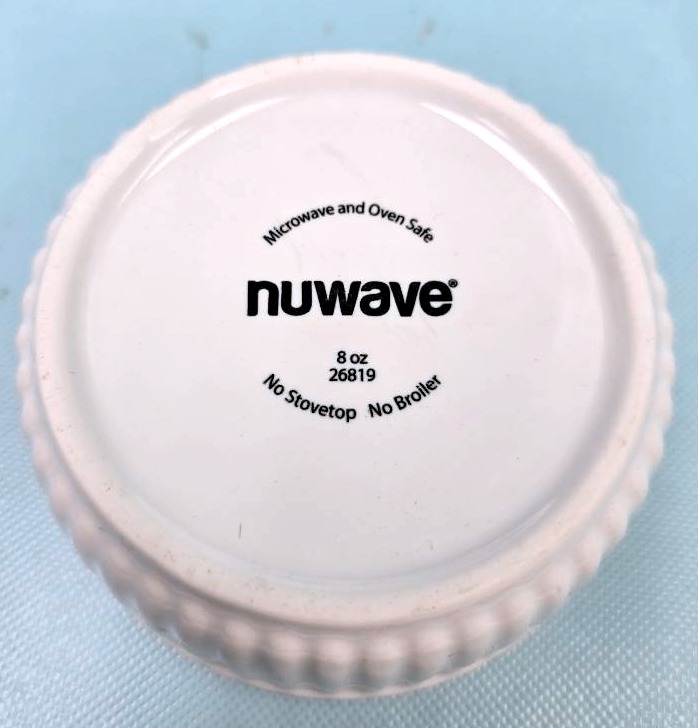 Microwave and Oven Safe
nuwave®
8 oz
26819
No Stovetop No Broiler